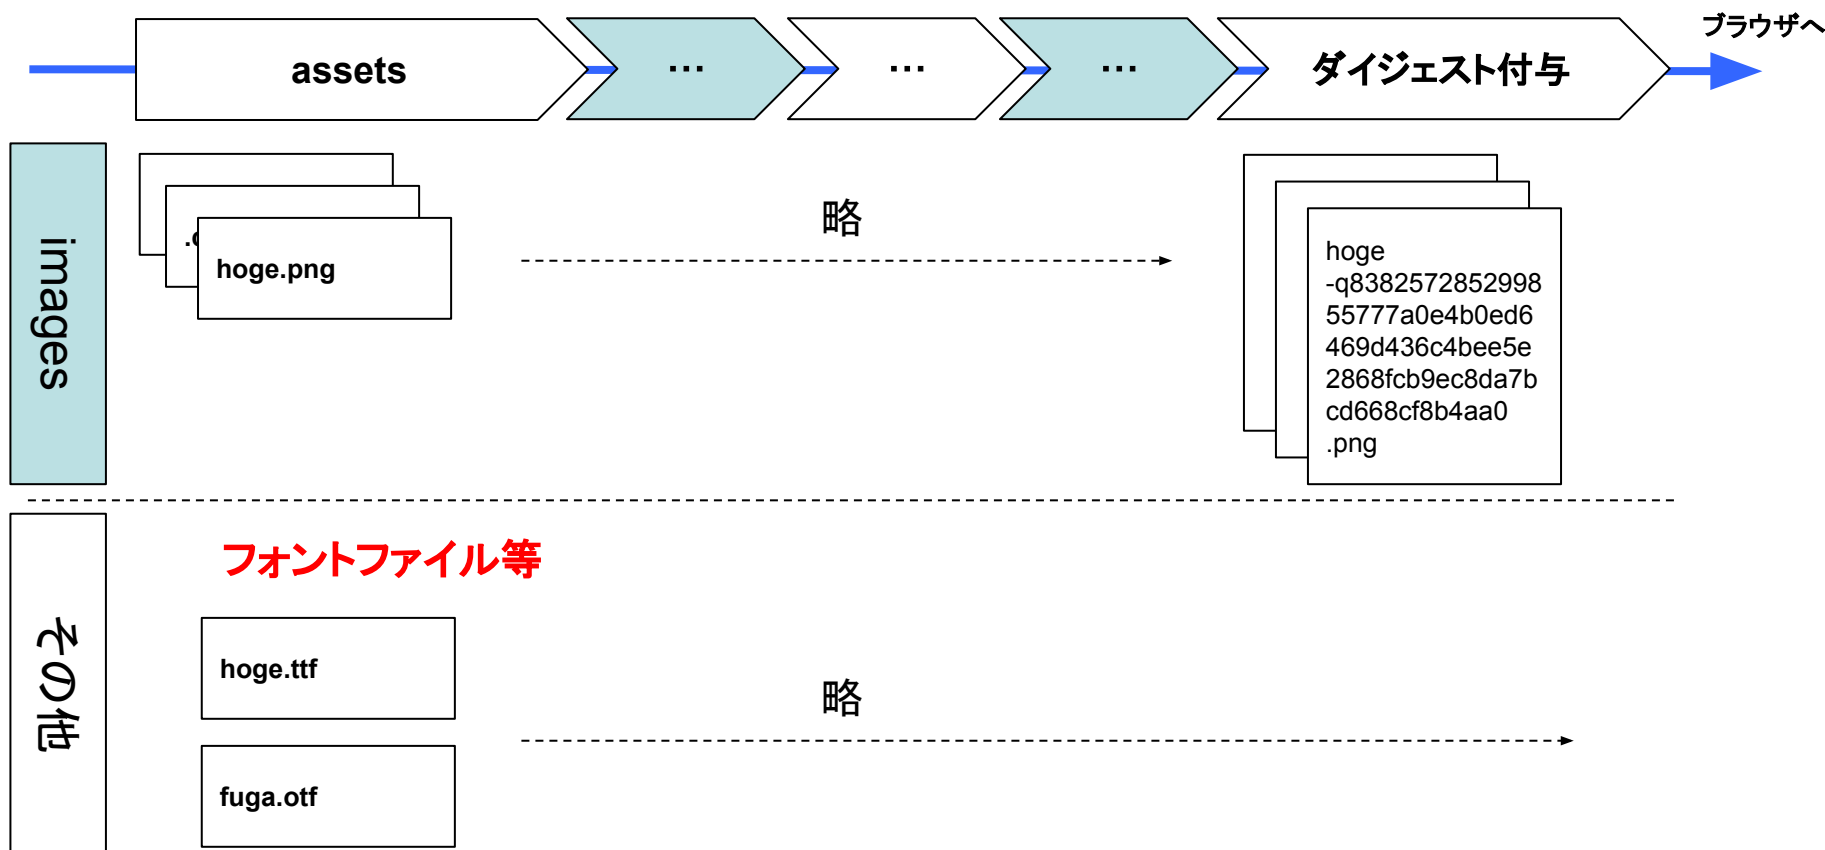 ブラウザへ
assets
…
…
…
ダイジェスト付与
images
hoge.png
略
hoge
-q8382572852998
55777a0e4b0ed6
469d436c4bee5e
2868fcb9ec8da7b
cd668cf8b4aa0
.png
その他
フォントファイル等
hoge.ttf
略
fuga.otf